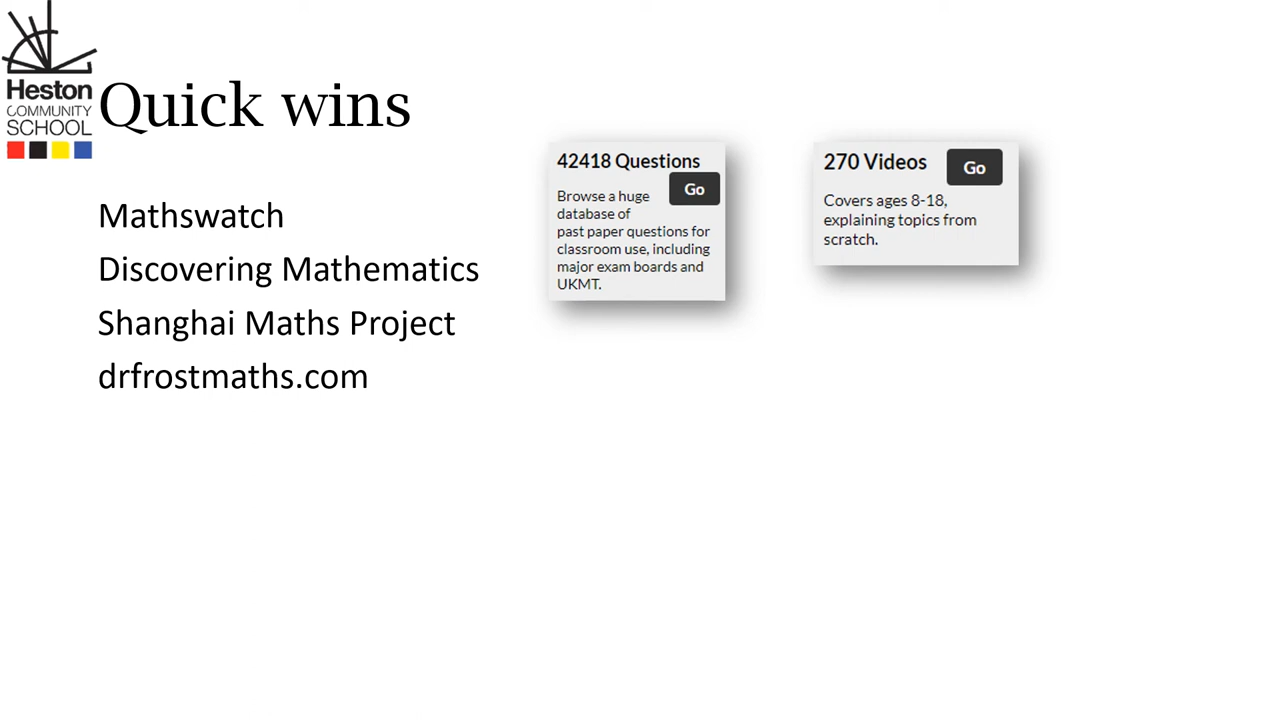 Heston
COMMUNITY
SCHOOL
Quick wins
Mathswatch
Discovering Mathematics
Shanghai Maths Project
drfrostmaths.com
42418 Questions
Go
Browse a huge
database of
past paper questions for
classroom use, including
major exam boards and
UKMT.
270 Videos
Go
Covers ages 8-18,
explaining topics from
scratch.